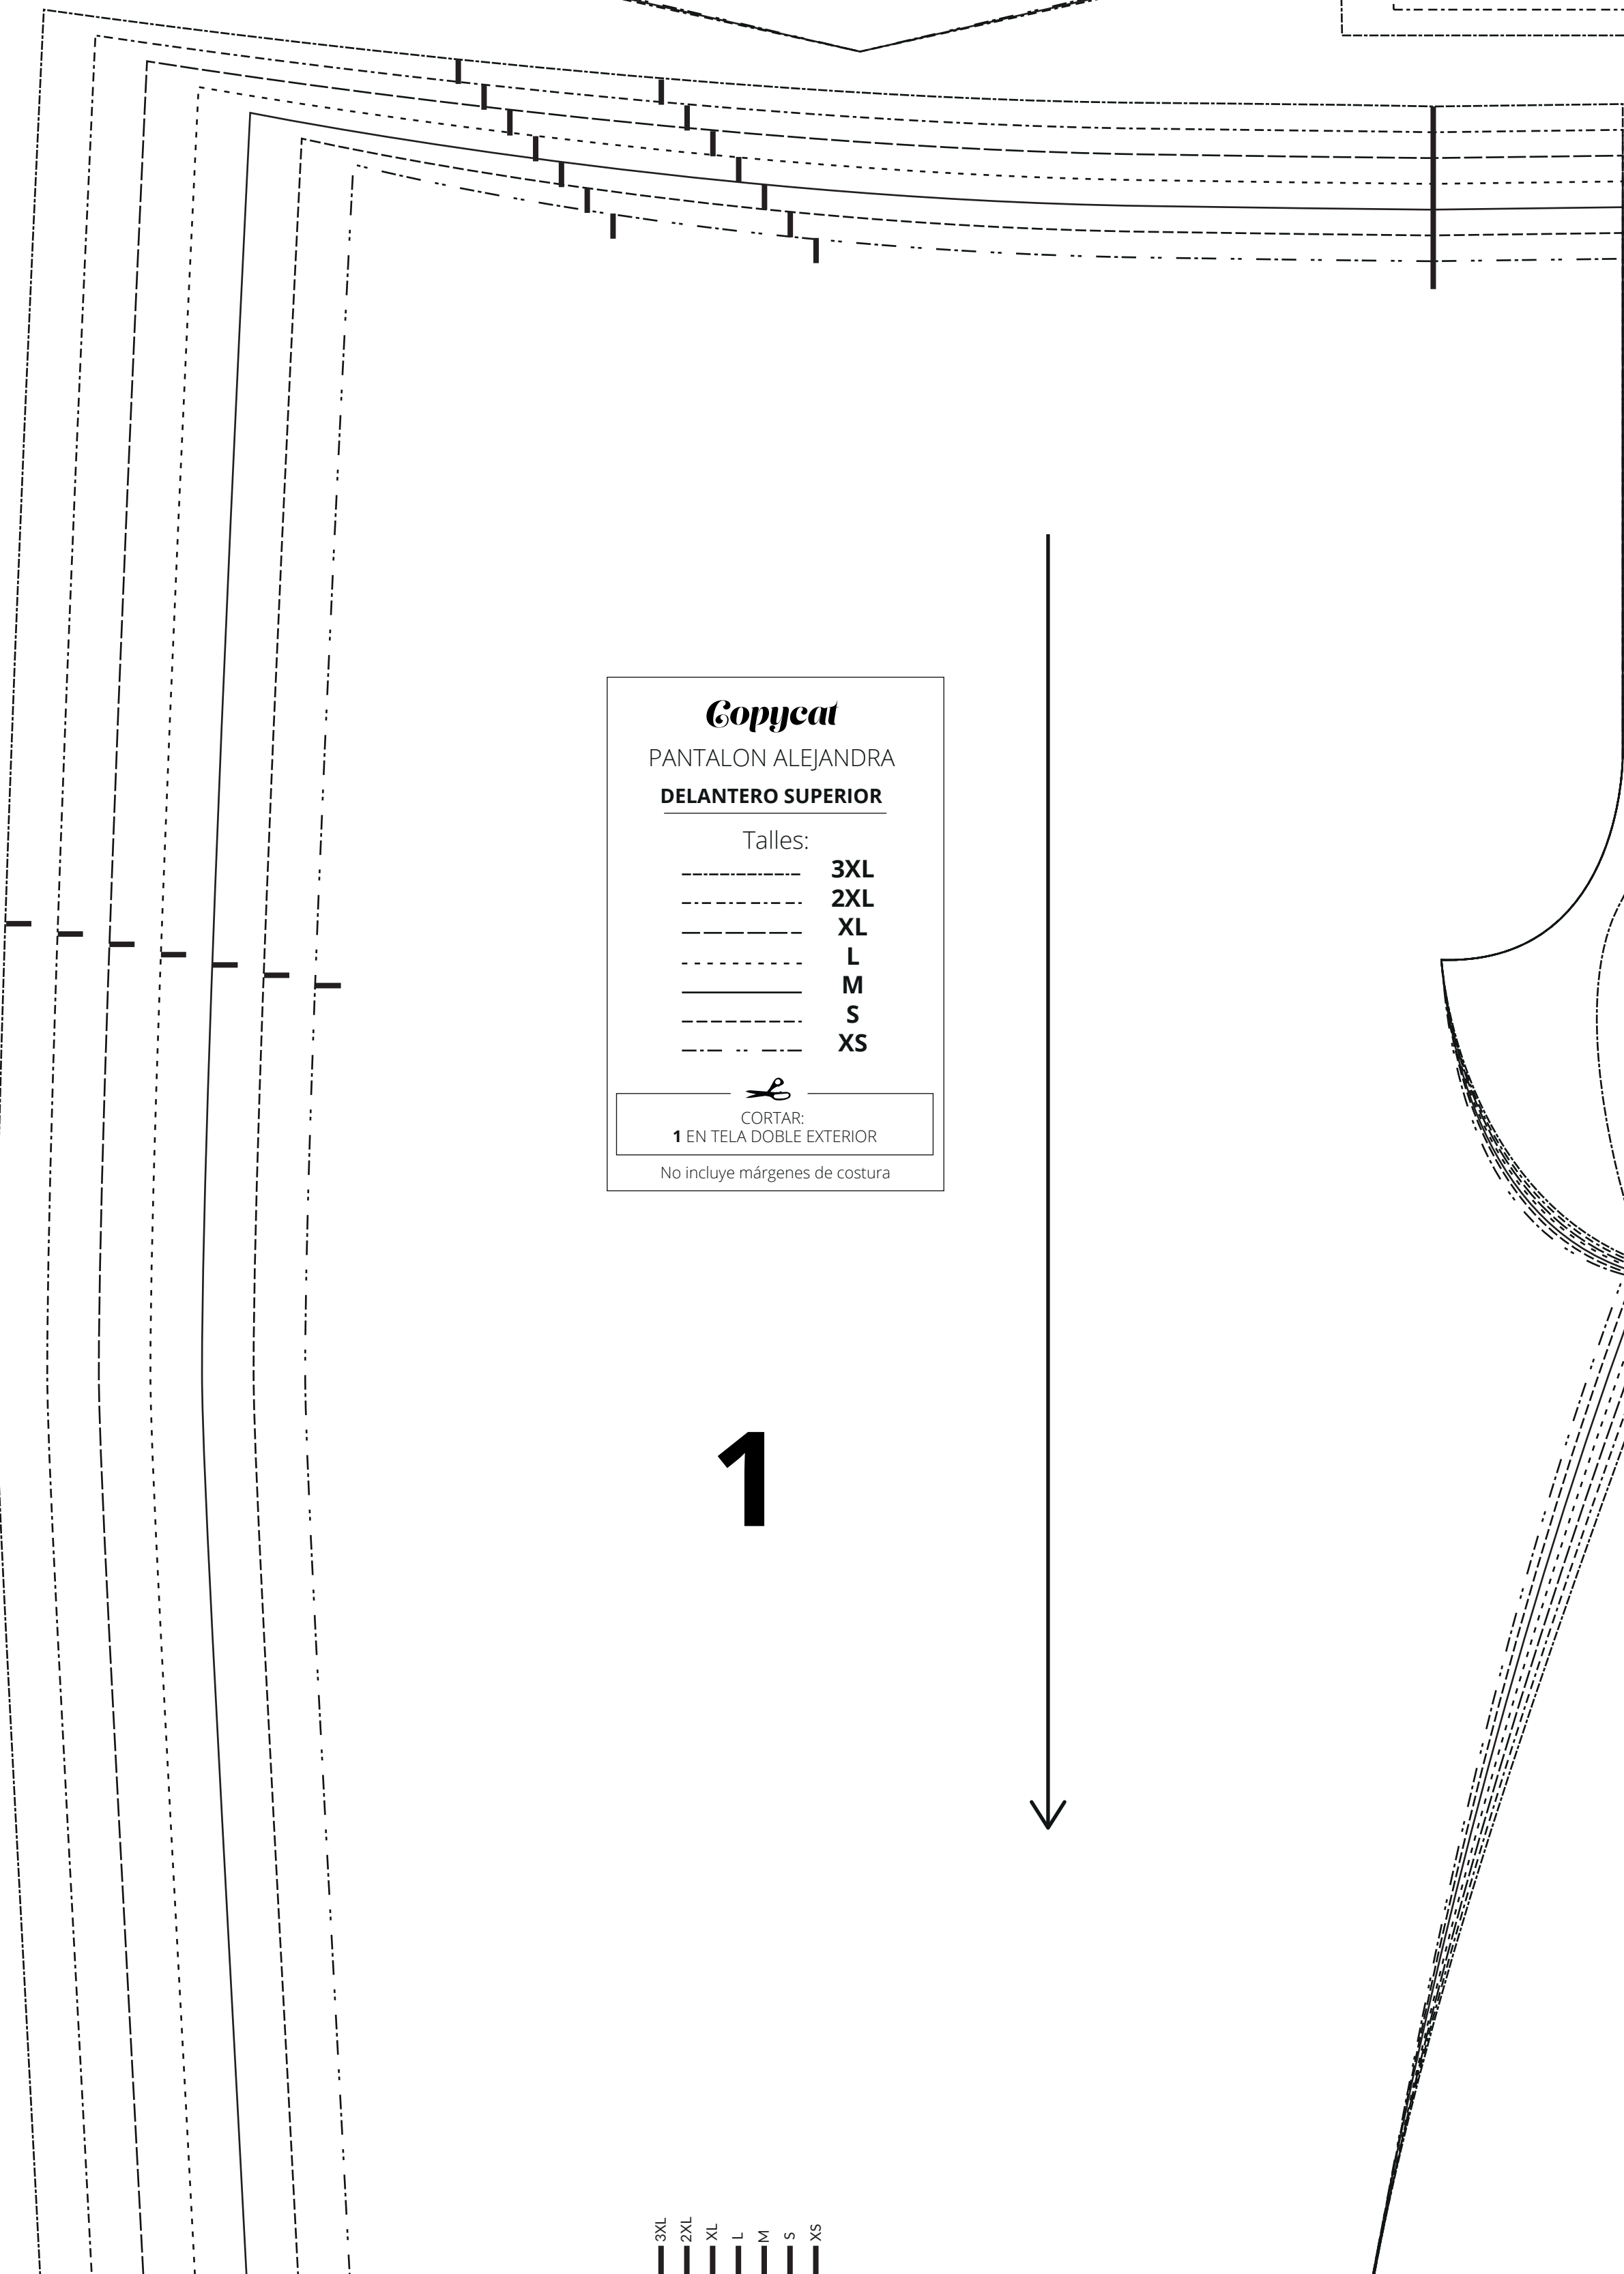 Copycat
PANTALON ALEJANDRA
DELANTERO SUPERIOR
Talles:
3XL
2XL
XL
L
M
S
XS
CORTAR:
1 EN TELA DOBLE EXTERIOR
No incluye márgenes de costura
1
3XL
2XL
XL
L
M
S
XS